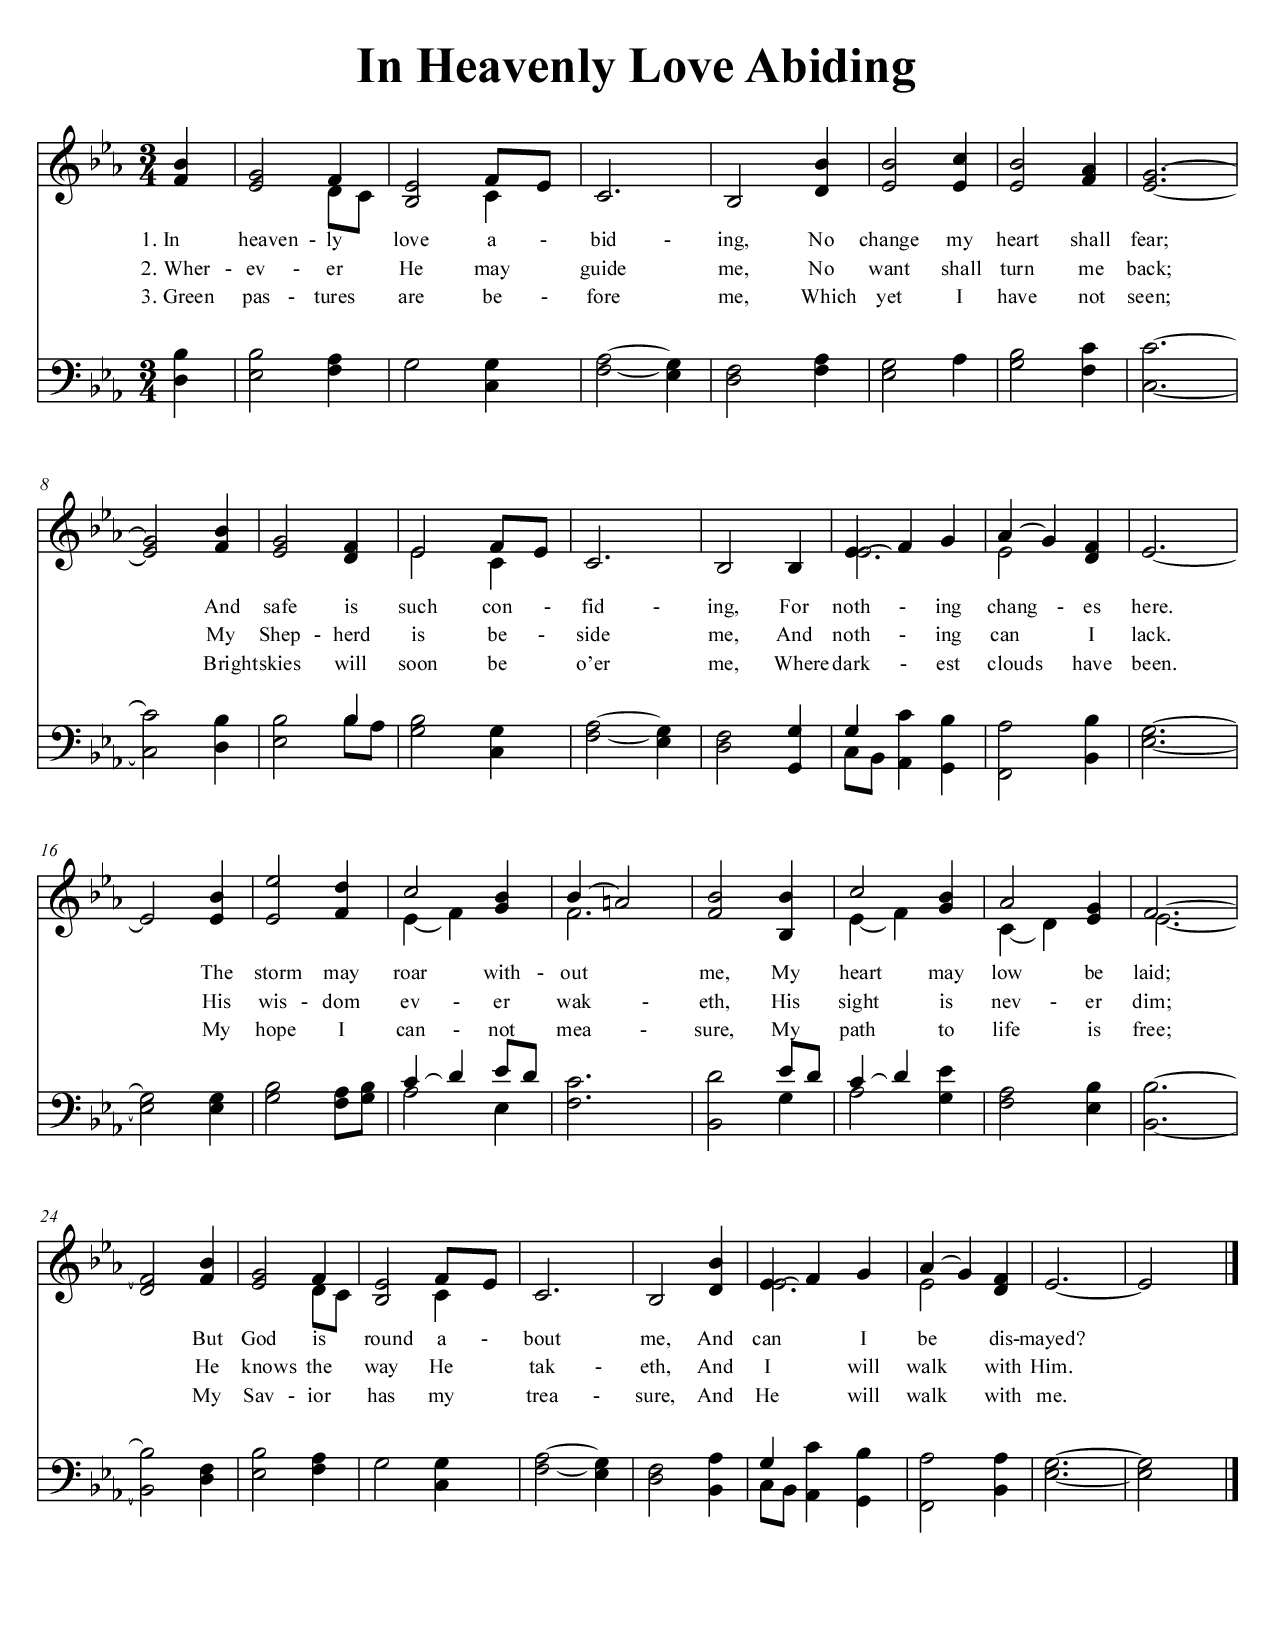 In Heavenly Love Abiding
3
4
1. In heaven - ly love a - bid - ing, No change my heart shall fear;
2. Wher - ev - er He may guide me, No want shall turn me back;
3. Green pas - tures are be - fore me, Which yet I have not seen;
3
4
8
And safe is such con - fid - ing, For noth - ing chang - es here.
My Shep - herd is be - side me, And noth - ing can I lack.
Bright skies will soon be o’er me, Where dark - est clouds have been.
16
The storm may roar with - out me, My heart may low be laid;
His wis - dom ev - er wak - eth, His sight is nev - er dim;
My hope I can - not mea - sure, My path to life is free;
24
But God is round a - bout me, And can I be dis - mayed?
He knows the way He tak - eth, And I will walk with Him.
My Sav - ior has my trea - sure, And He will walk with me.